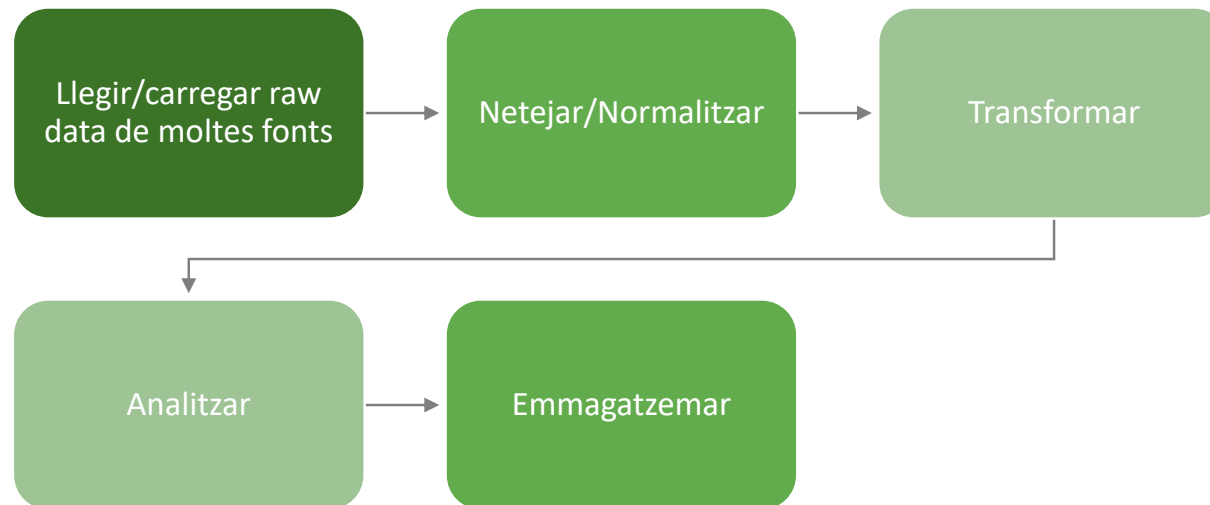 Llegir/carregar raw
data de moltes fonts
Netejar/Normalitzar
Transformar
Analitzar
Emmagatzemar